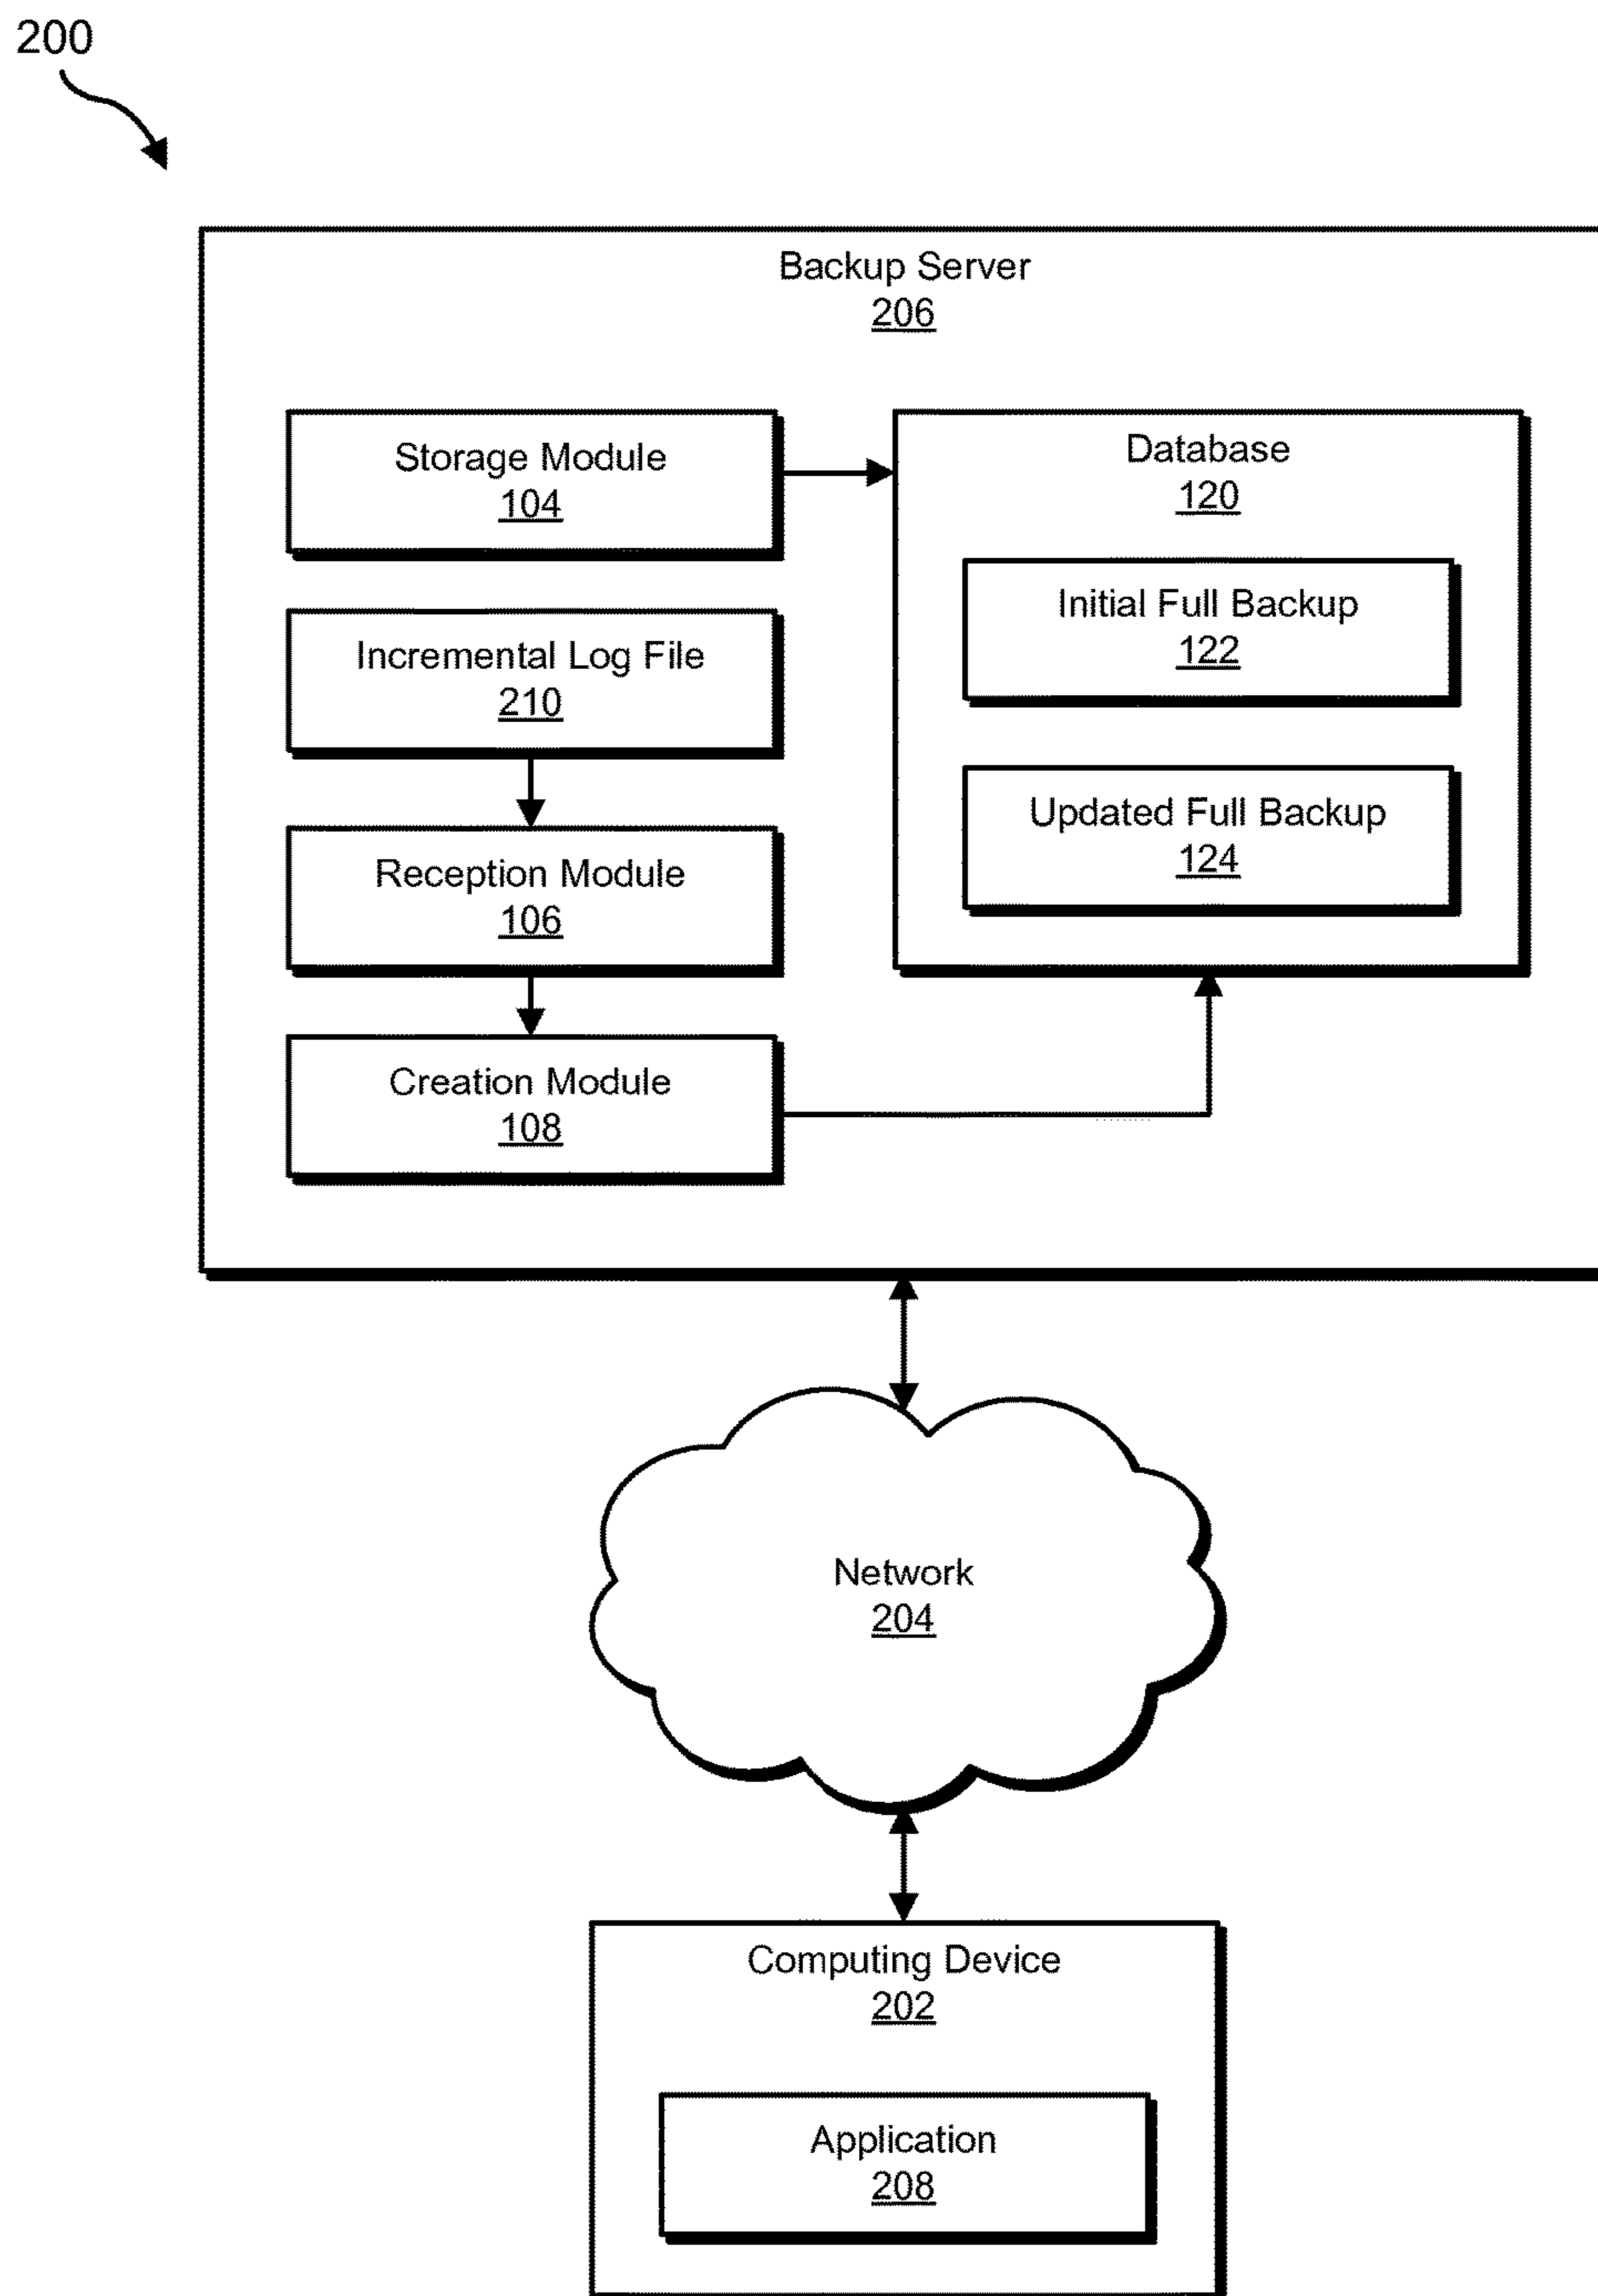 200
Backup Server
206
Storage Module
104
Database
120
Initial Full Backup
122
Incremental Log File
210
Updated Full Backup
124
Reception Module
106
Creation Module
108
Network
204
Computing Device
202
Application
208